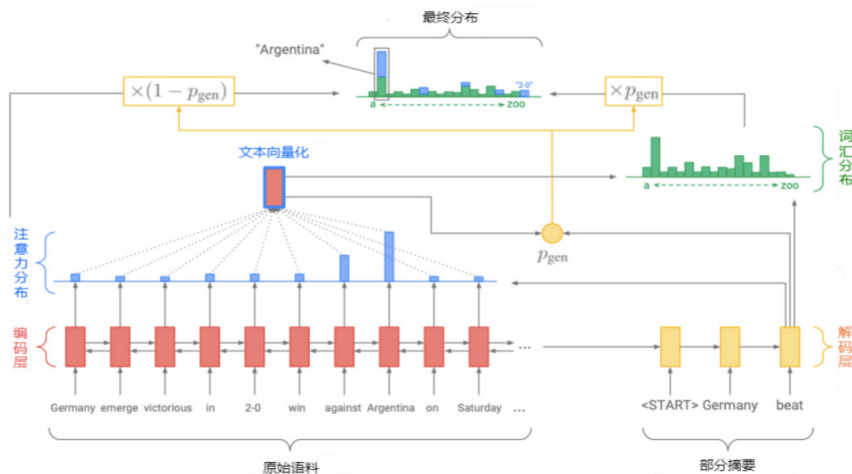 最终分布
"Argentina"
×(1 − pgen)
"2-0"
×pgen
a
zoo
文本向量化
词汇分布
a
zoo
注意力分布
pgen
编码层
...
解码层
Germany emerge victorious in 2-0 win against Argentina on Saturday ...
<START> Germany beat
原始语料
部分摘要